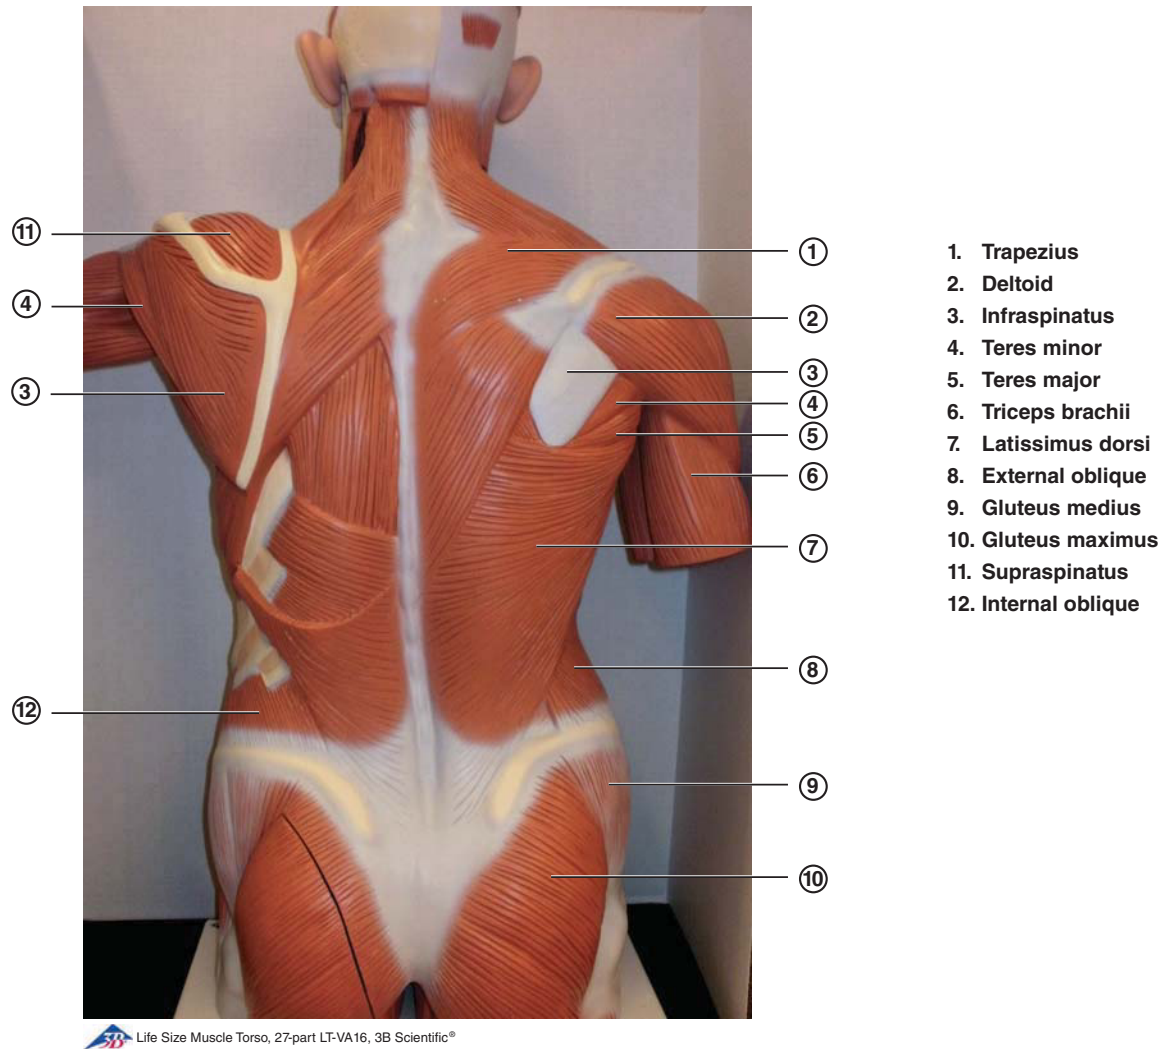 11
4
3
12
1
2
3
4
5
6
7
8
9
10
1. Trapezius
2. Deltoid
3. Infraspinatus
4. Teres minor
5. Teres major
6. Triceps brachii
7. Latissimus dorsi
8. External oblique
9. Gluteus medius
10. Gluteus maximus
11. Supraspinatus
12. Internal oblique
3B Life Size Muscle Torso, 27-part LT-VA16, 3B Scientific®